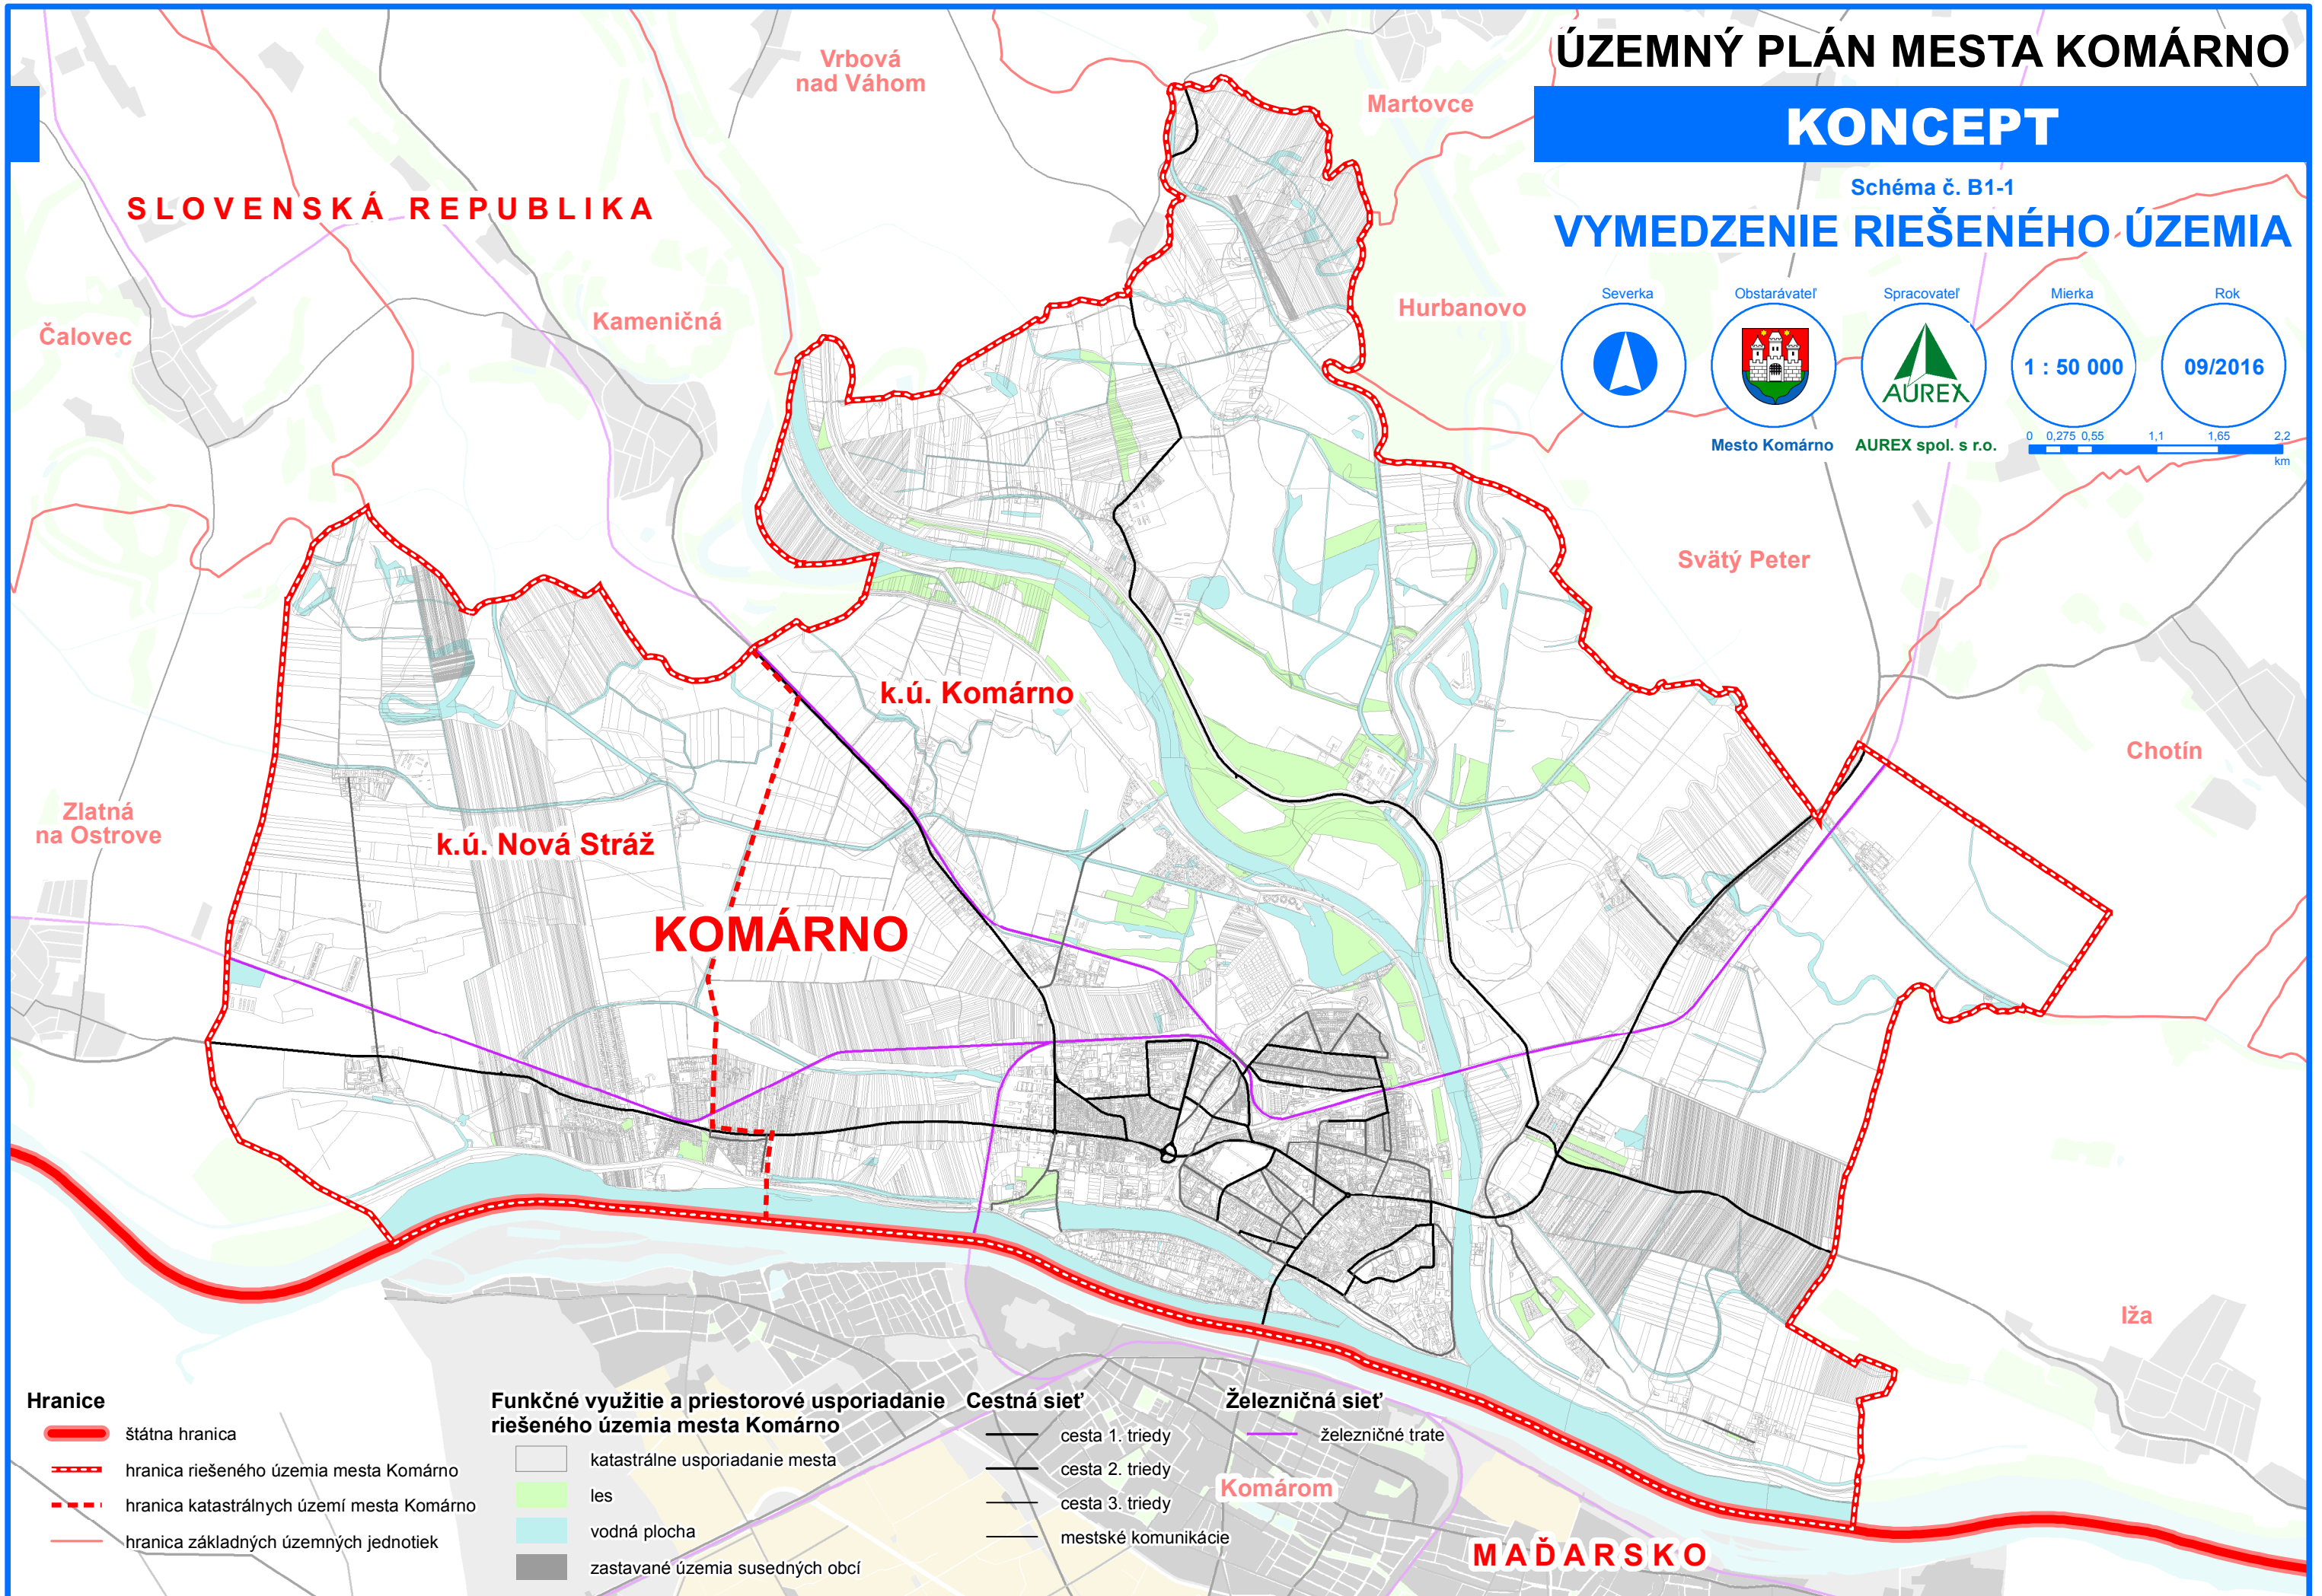 ÚZEMNÝ PLÁN MESTA KOMÁRNO
KONCEPT
Schéma č. B1-1
VYMEDZENIE RIEŠENÉHO ÚZEMIA
Severka
Obstarávateľ
Spracovateľ
Mierka
Rok
AUREX
1 : 50 000
09/2016
Mesto Komárno
AUREX spol. s r.o.
0 0,275 0,55 1,1 1,65 2,2
km
SLOVENSKÁ REPUBLIKA
Vrbová
nad Váhom
Martovce
Čalovec
Kameničná
Hurbanovo
Svätý Peter
k.ú. Komárno
Chotín
Zlatná
na Ostrove
k.ú. Nová Stráž
KOMÁRNO
Iža
Komárom
MAĎARSKO
Hranice
štátna hranica
hranica riešeného územia mesta Komárno
hranica katastrálnych území mesta Komárno
hranica základných územných jednotiek
Funkčné využitie a priestorové usporiadanie
riešeného územia mesta Komárno
katastrálne usporiadanie mesta
les
vodná plocha
zastavané územia susedných obcí
Cestná sieť
cesta 1. triedy
cesta 2. triedy
cesta 3. triedy
mestské komunikácie
Železničná sieť
železničné trate